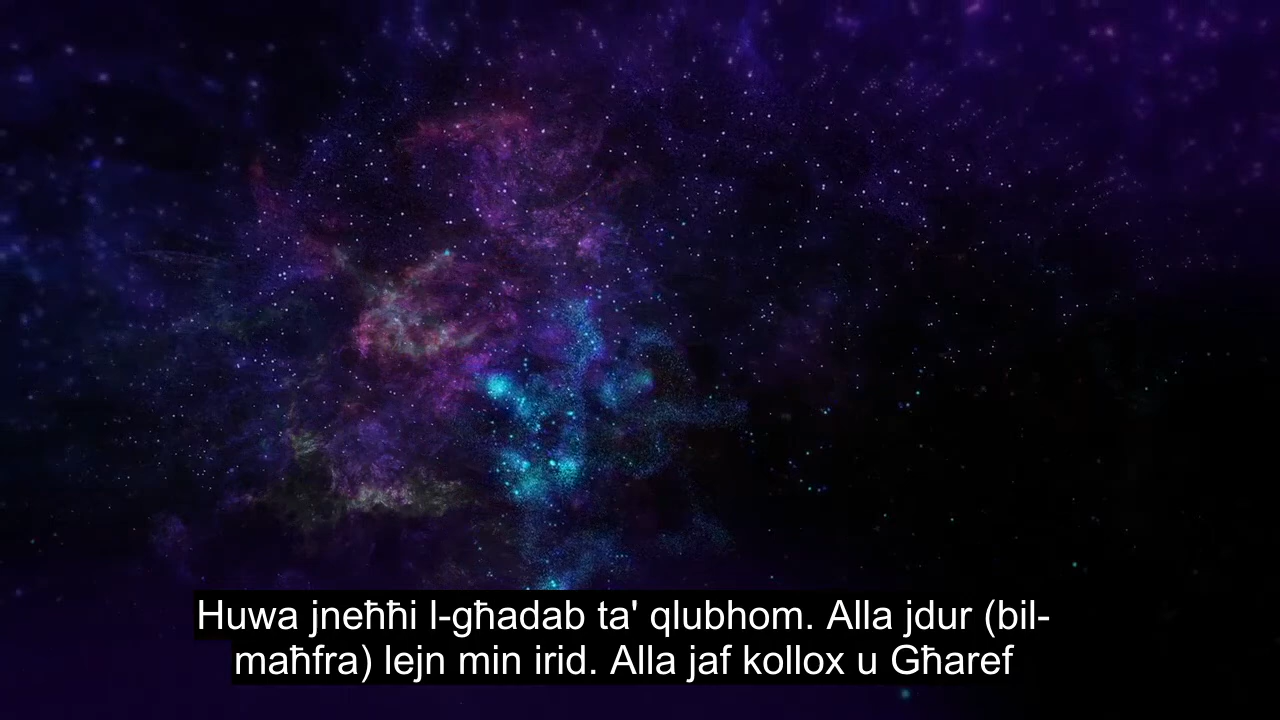 Huwa jneħħi l-għadab ta' qlubhom. Alla jdur (bil-
maħfra) lejn min irid. Alla jaf kollox u Għaref